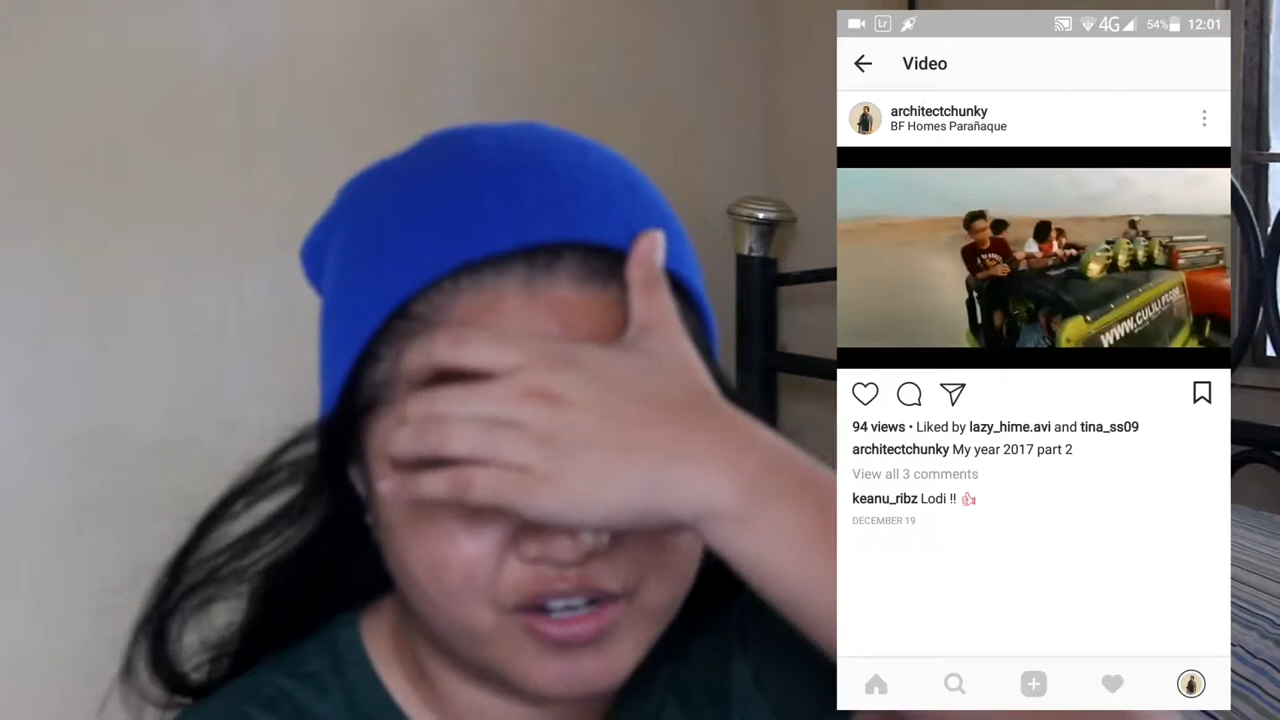 Lr 4G 54% 12:01
Video
architectchunky
BF Homes Parañaque
WWW.CULILI
94 views • Liked by lazy_hime.avi and tina_ss09
architectchunky My year 2017 part 2
View all 3 comments
keanu_ribz Lodi !!
DECEMBER 19